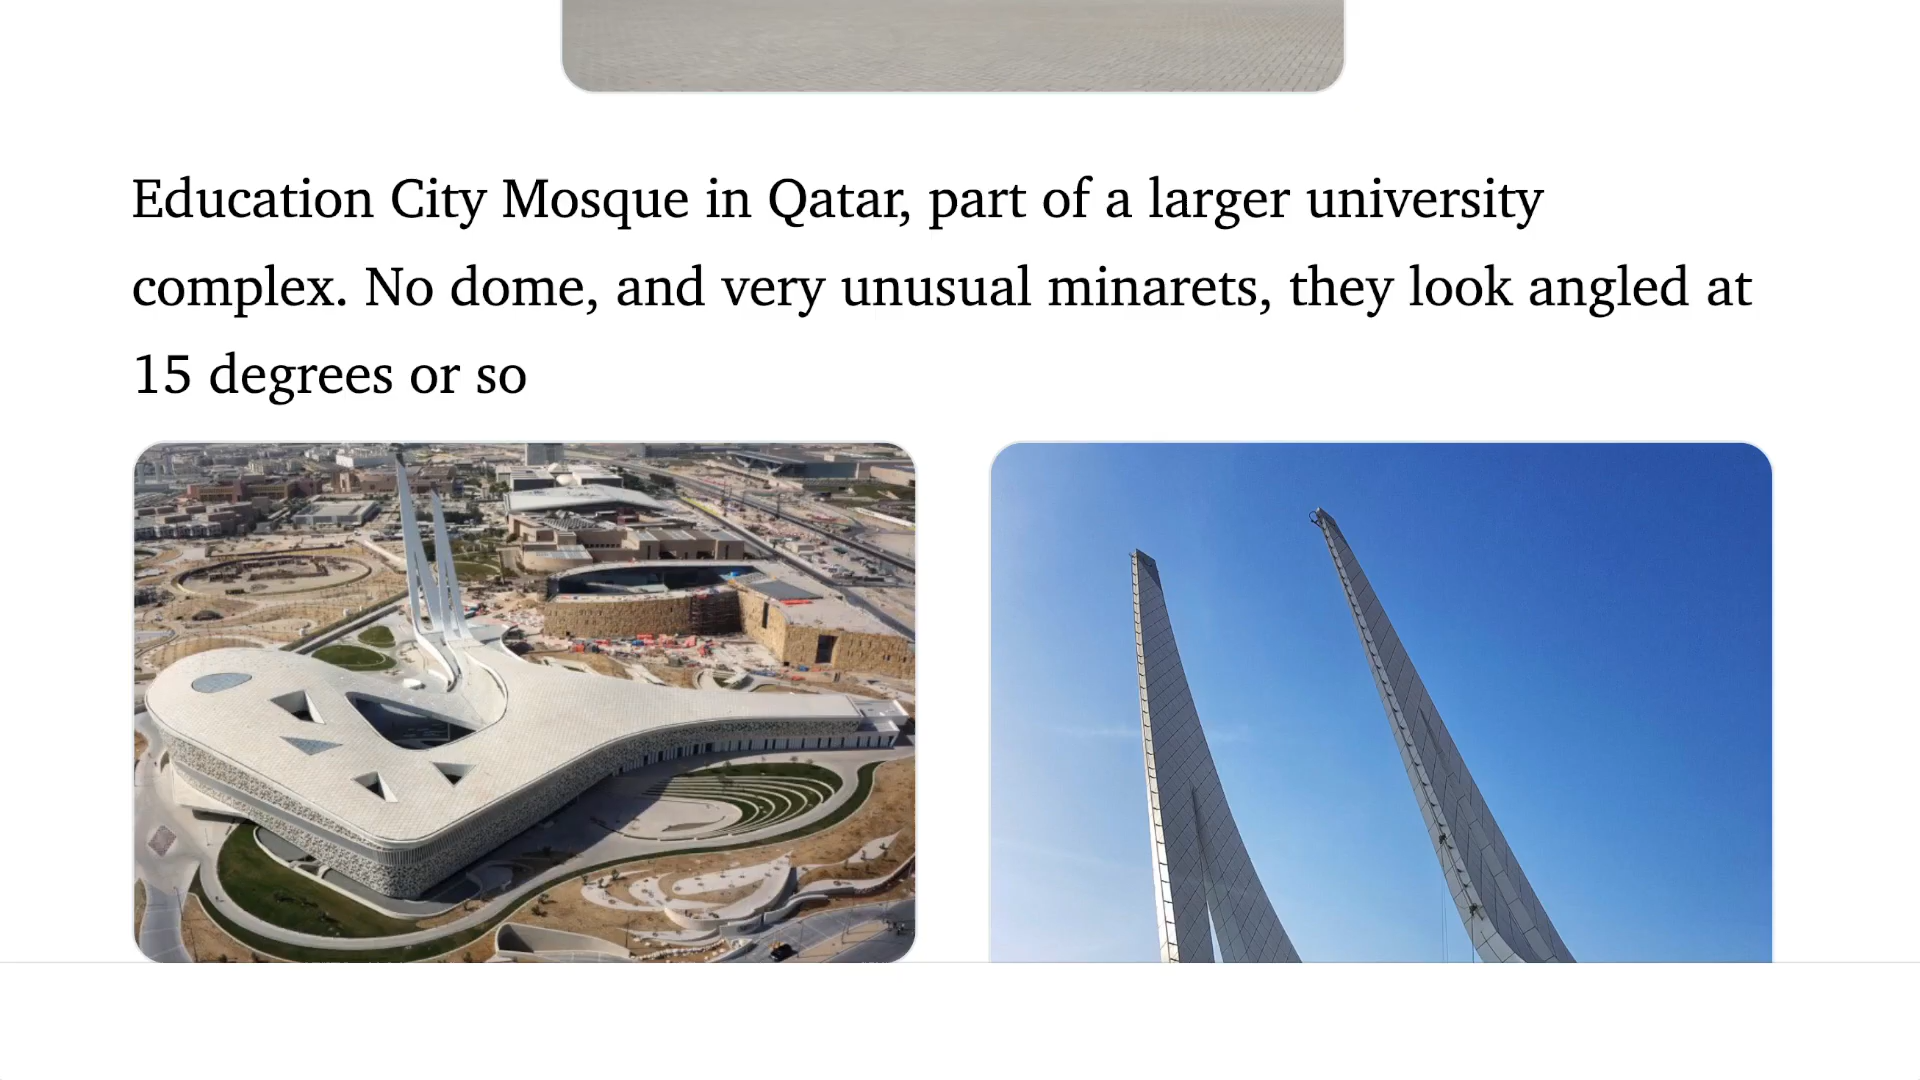 Education City Mosque in Qatar, part of a larger university
complex. No dome, and very unusual minarets, they look angled at
15 degrees or so